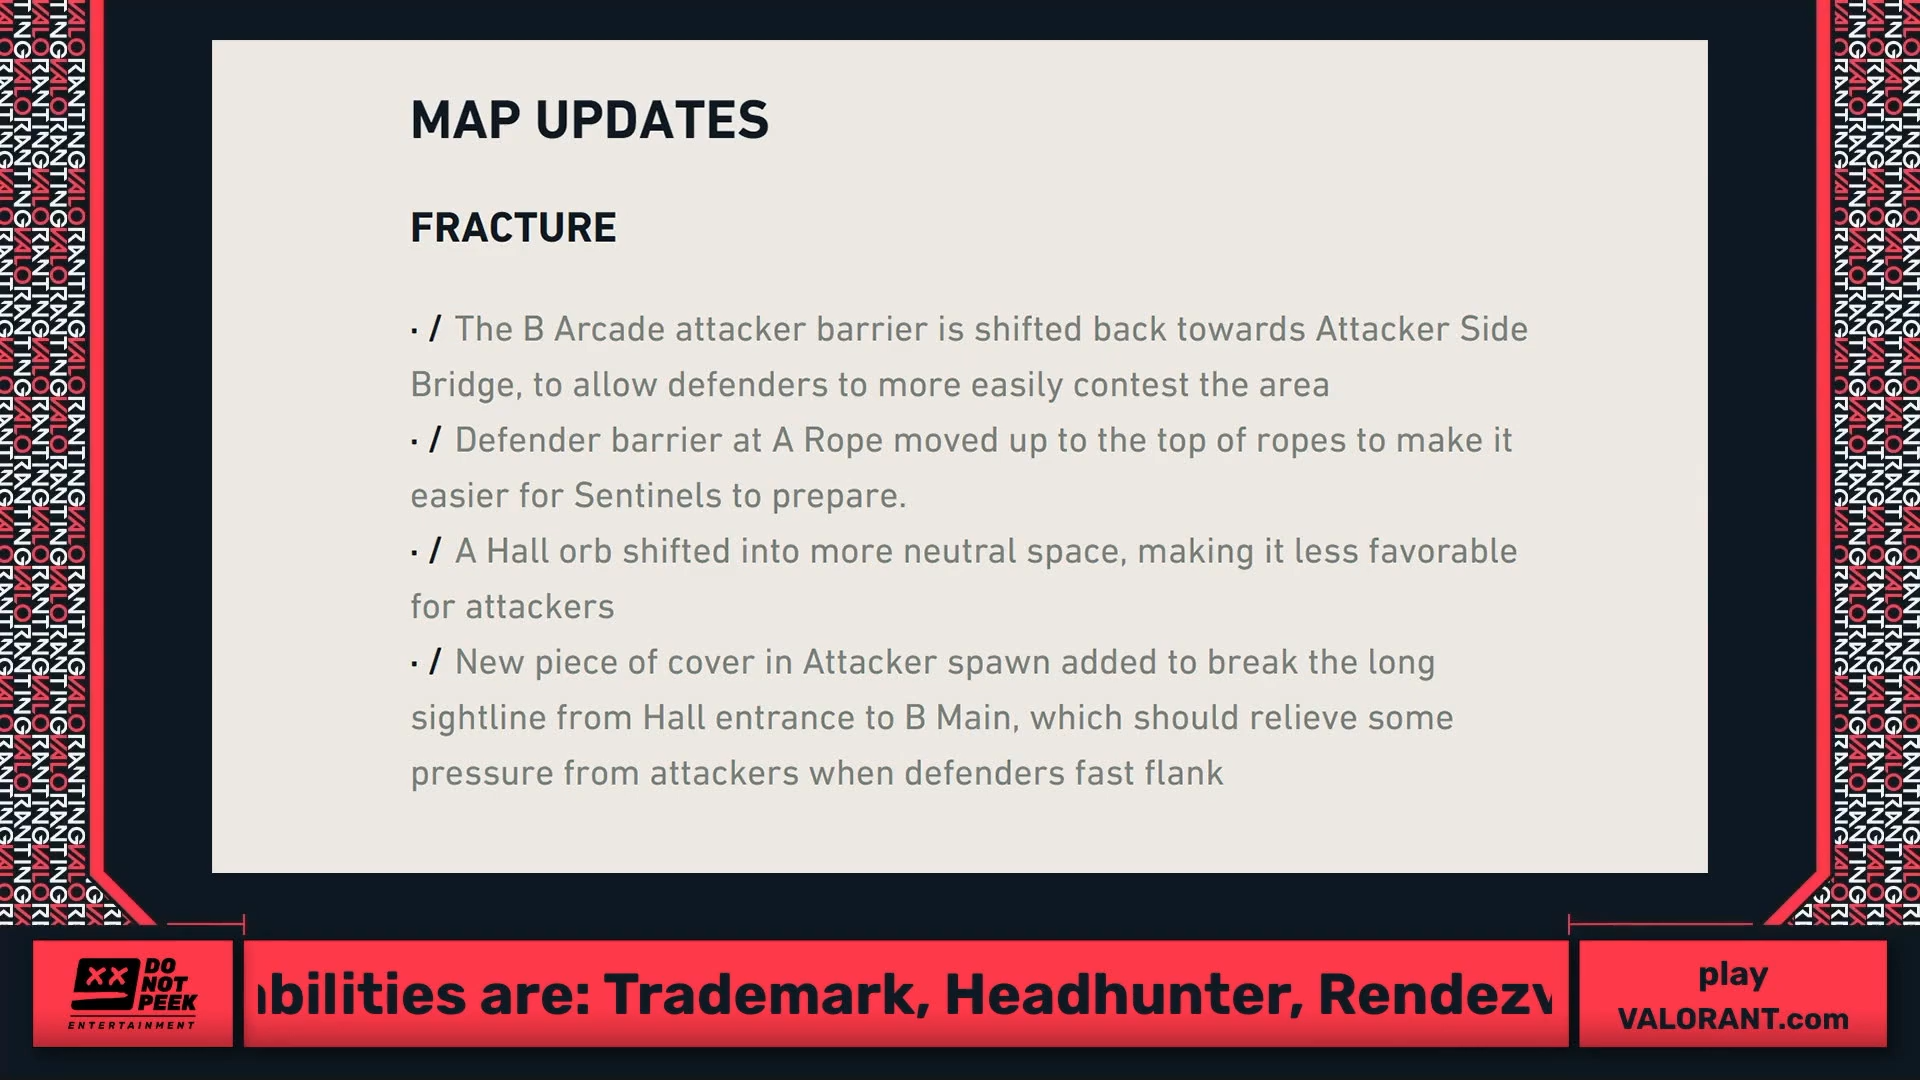 MAP UPDATES
FRACTURE
· / The B Arcade attacker barrier is shifted back towards Attacker Side
Bridge, to allow defenders to more easily contest the area
· / Defender barrier at A Rope moved up to the top of ropes to make it
easier for Sentinels to prepare.
· / A Hall orb shifted into more neutral space, making it less favorable
for attackers
· / New piece of cover in Attacker spawn added to break the long
sightline from Hall entrance to B Main, which should relieve some
pressure from attackers when defenders fast flank
DO
NOT
PEEK
ENTERTAINMENT
bilities are: Trademark, Headhunter, Rendez
play
VALORANT.com